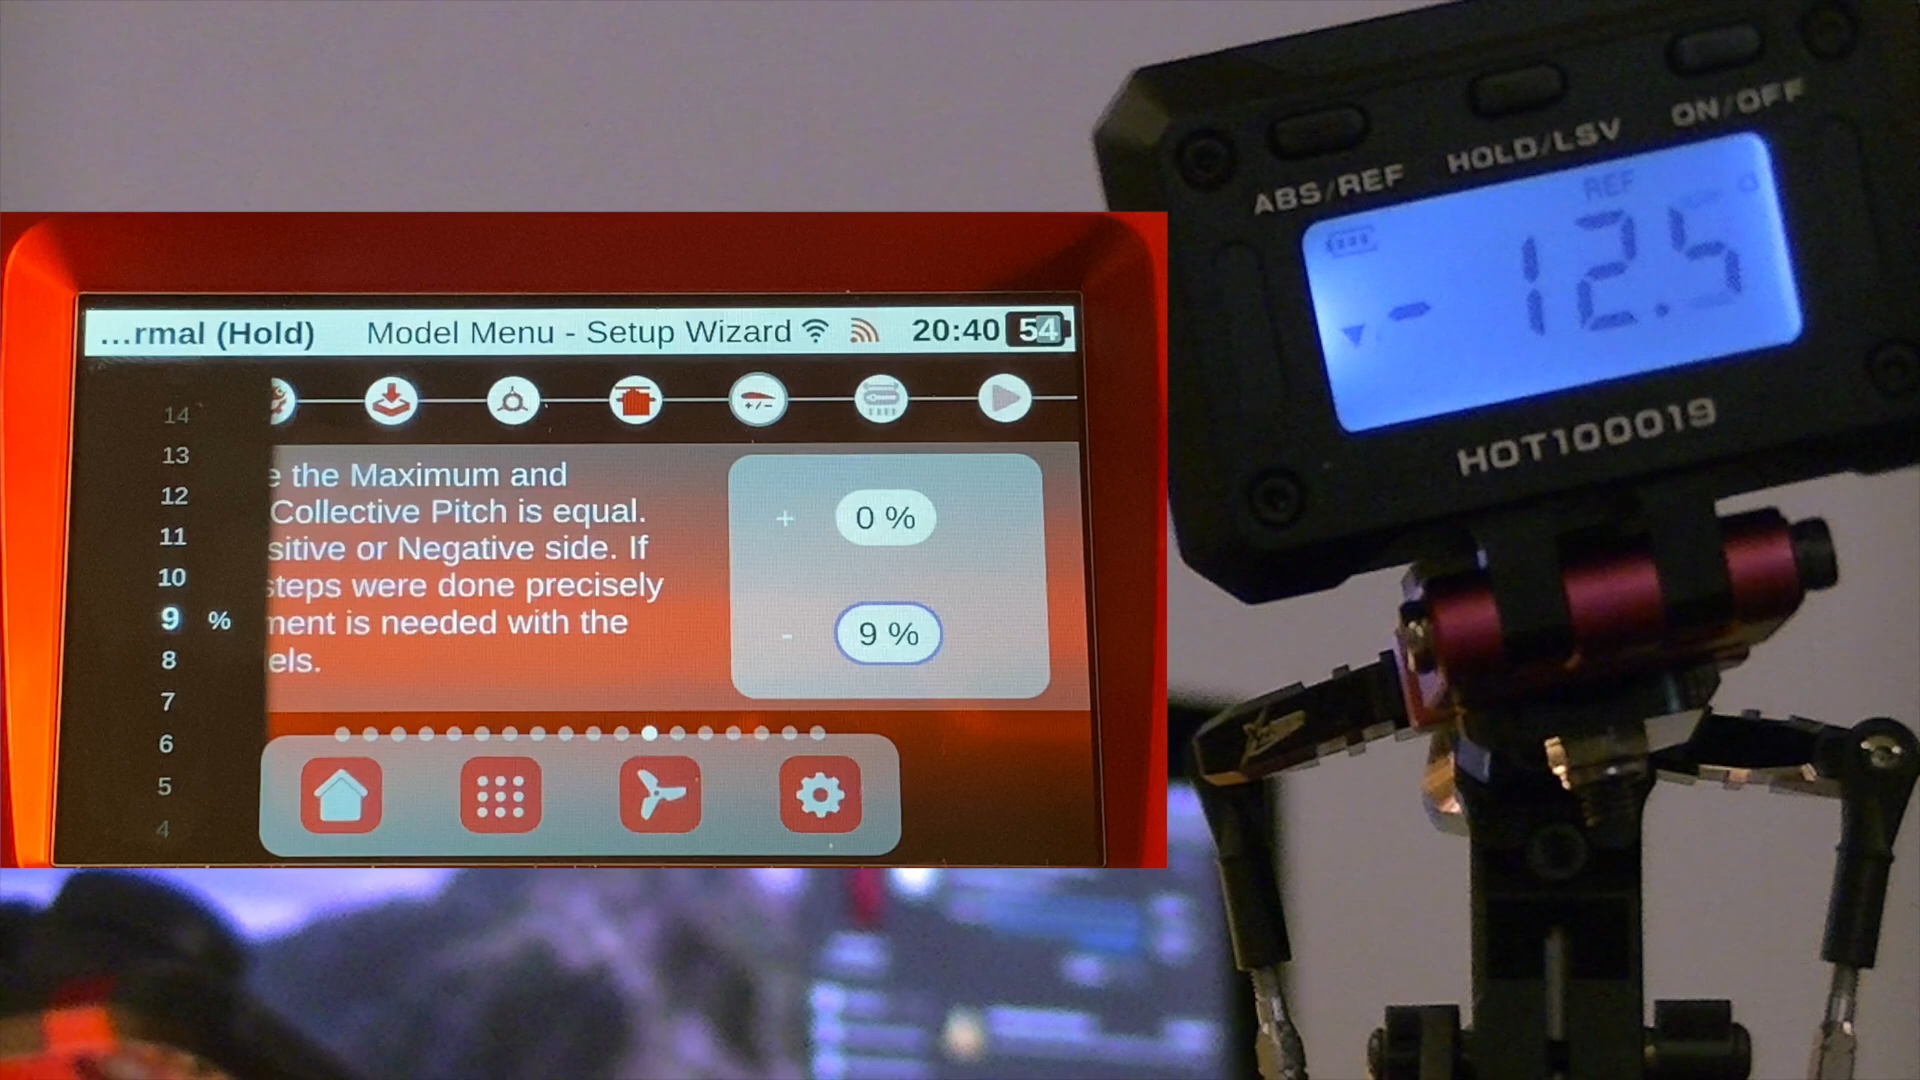 ABS/REF
HOLD/LSV
ON/OFF
REF
- 12.5
HOT100019
...rmal (Hold)
Model Menu - Setup Wizard
20:40
54
14
13
12
11
10
9 %
8
7
6
5
4
+/-
e the Maximum and
Collective Pitch is equal.
sitive or Negative side. If
steps were done precisely
ment is needed with the
els.
+ 0 %
- 9 %